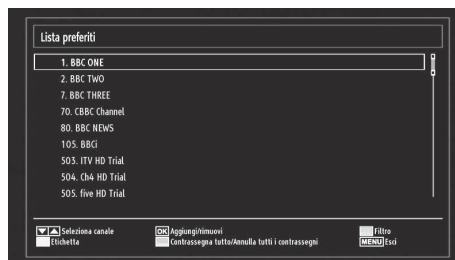 Lista preferiti
1. BBC ONE
2. BBC TWO
7. BBC THREE
70. CBBC Channel
80. BBC NEWS
105. BBCi
503. ITV HD Trial
504. Ch4 HD Trial
505. five HD Trial
Seleziona canale OK Aggiungi/rimuovi Filtro
Etichetta Contrassegna tutto/Annulla tutti i contrassegni MENU Esci